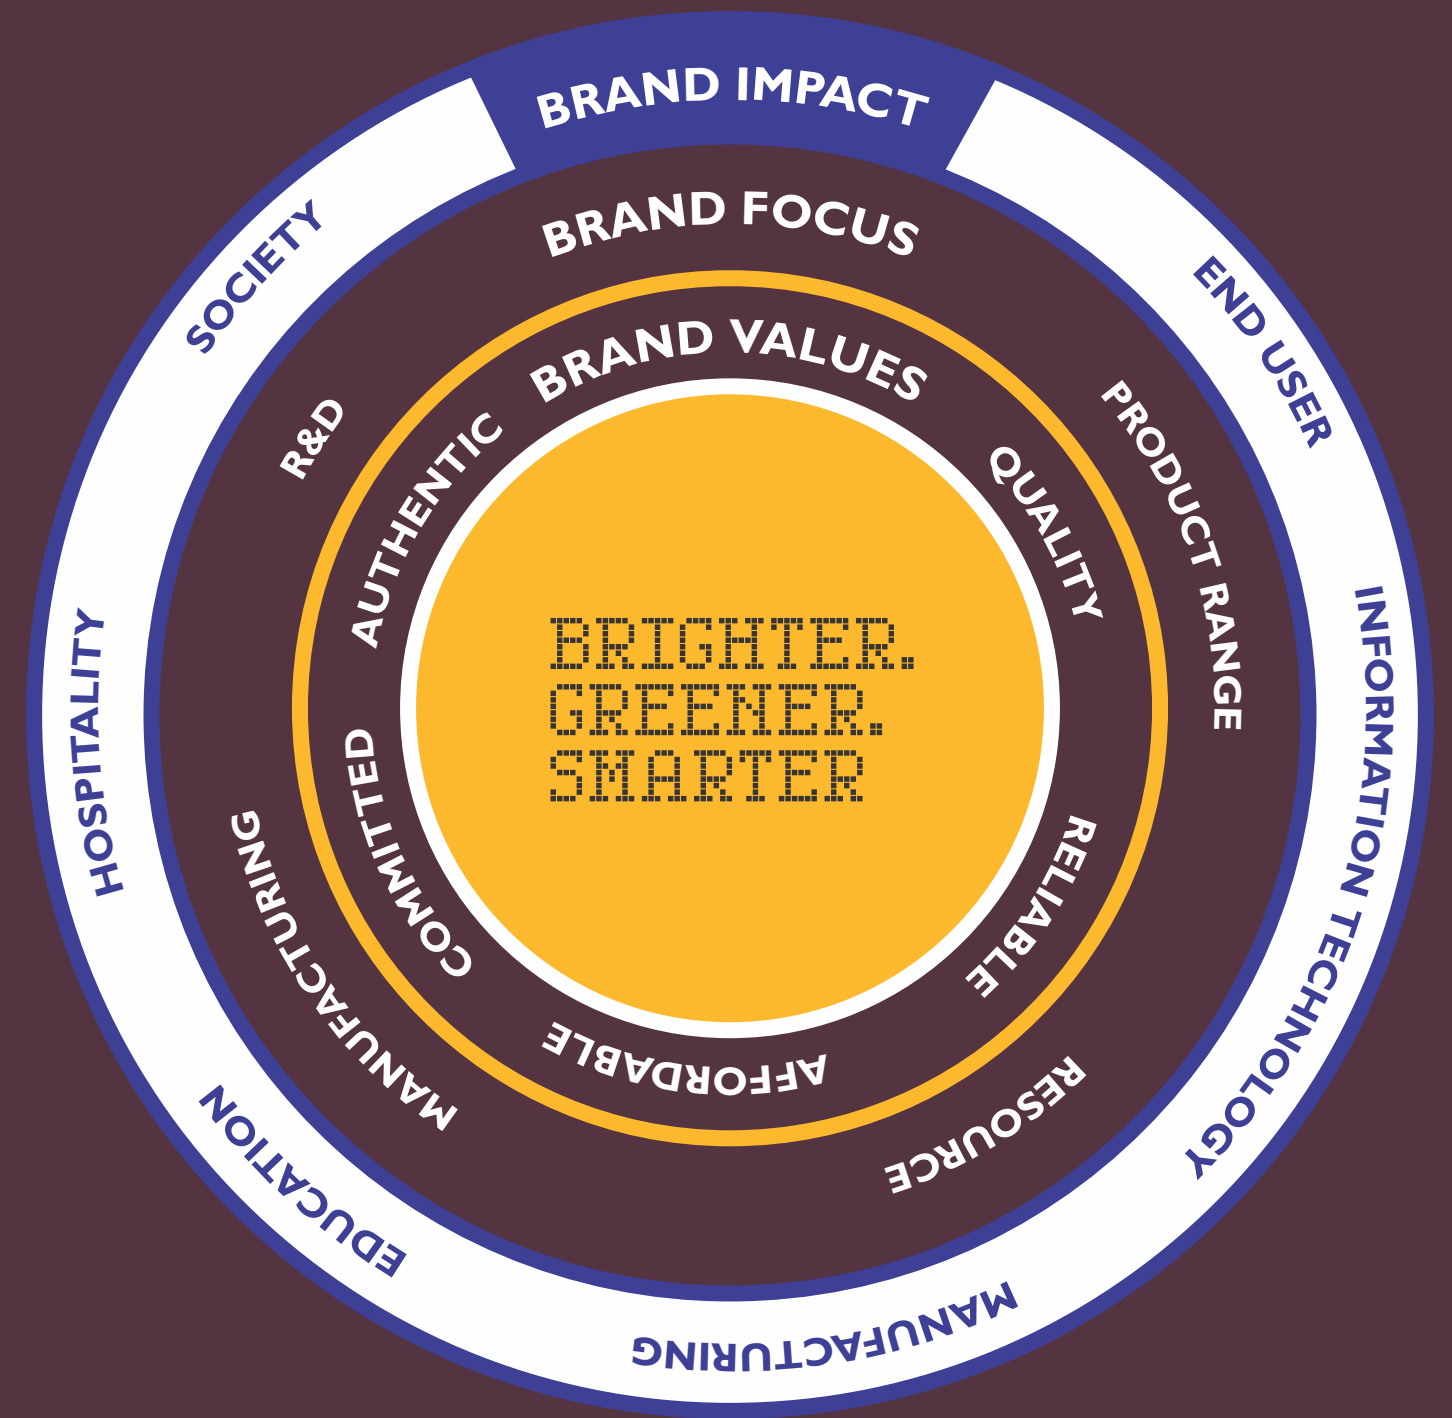 BRAND IMPACT
END USER
INFORMATION TECHNOLOGY
MANUFACTURING
EDUCATION
HOSPITALITY
SOCIETY
BRAND FOCUS
PRODUCT RANGE
RESOURCE
MANUFACTURING
R&D
BRAND VALUES
QUALITY
RELIABLE
AFFORDABLE
COMMITTED
AUTHENTIC
BRIGHTER.
GREENER.
SMARTER